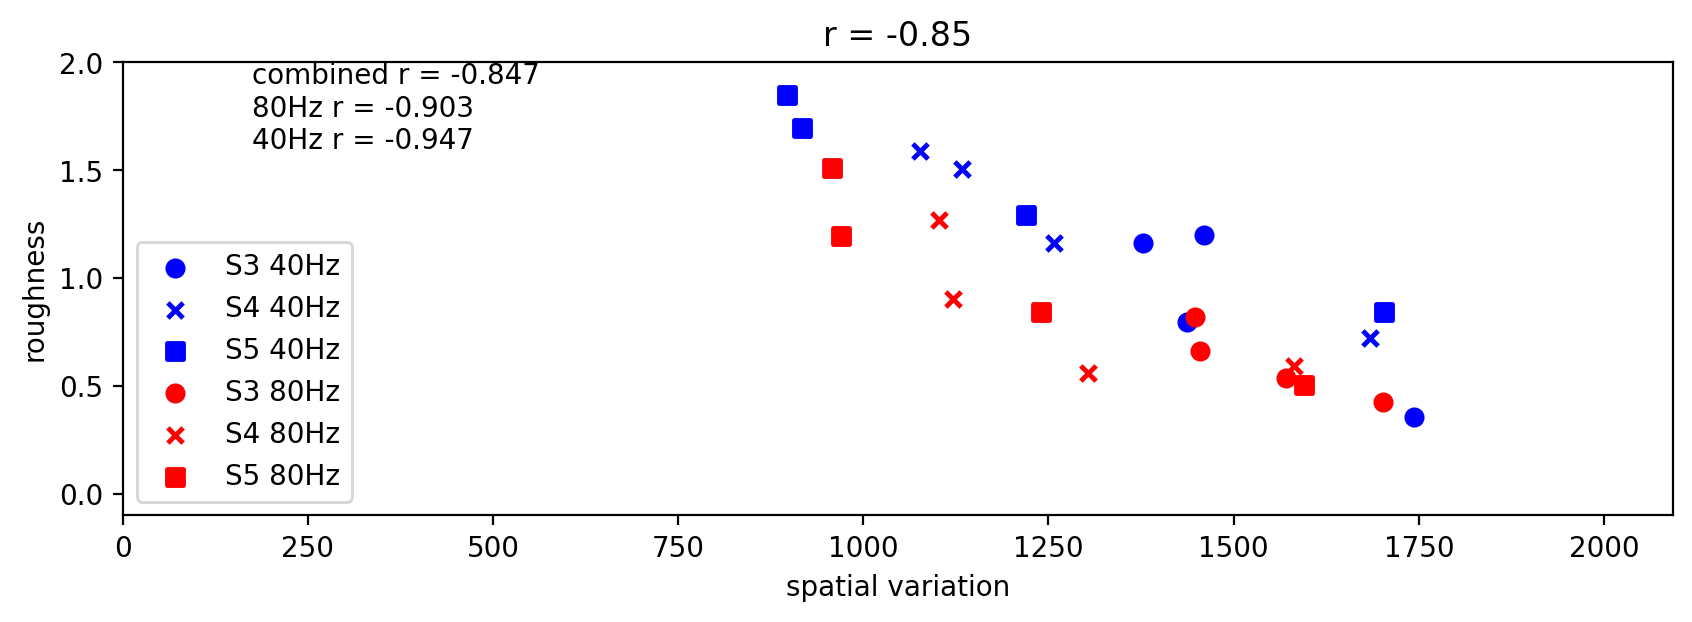 r = -0.85
combined r = -0.847
80Hz r = -0.903
40Hz r = -0.947
2.0
1.5
1.0
0.5
0.0
roughness
S3 40Hz
S4 40Hz
S5 40Hz
S3 80Hz
S4 80Hz
S5 80Hz
0 250 500 750 1000 1250 1500 1750 2000
spatial variation